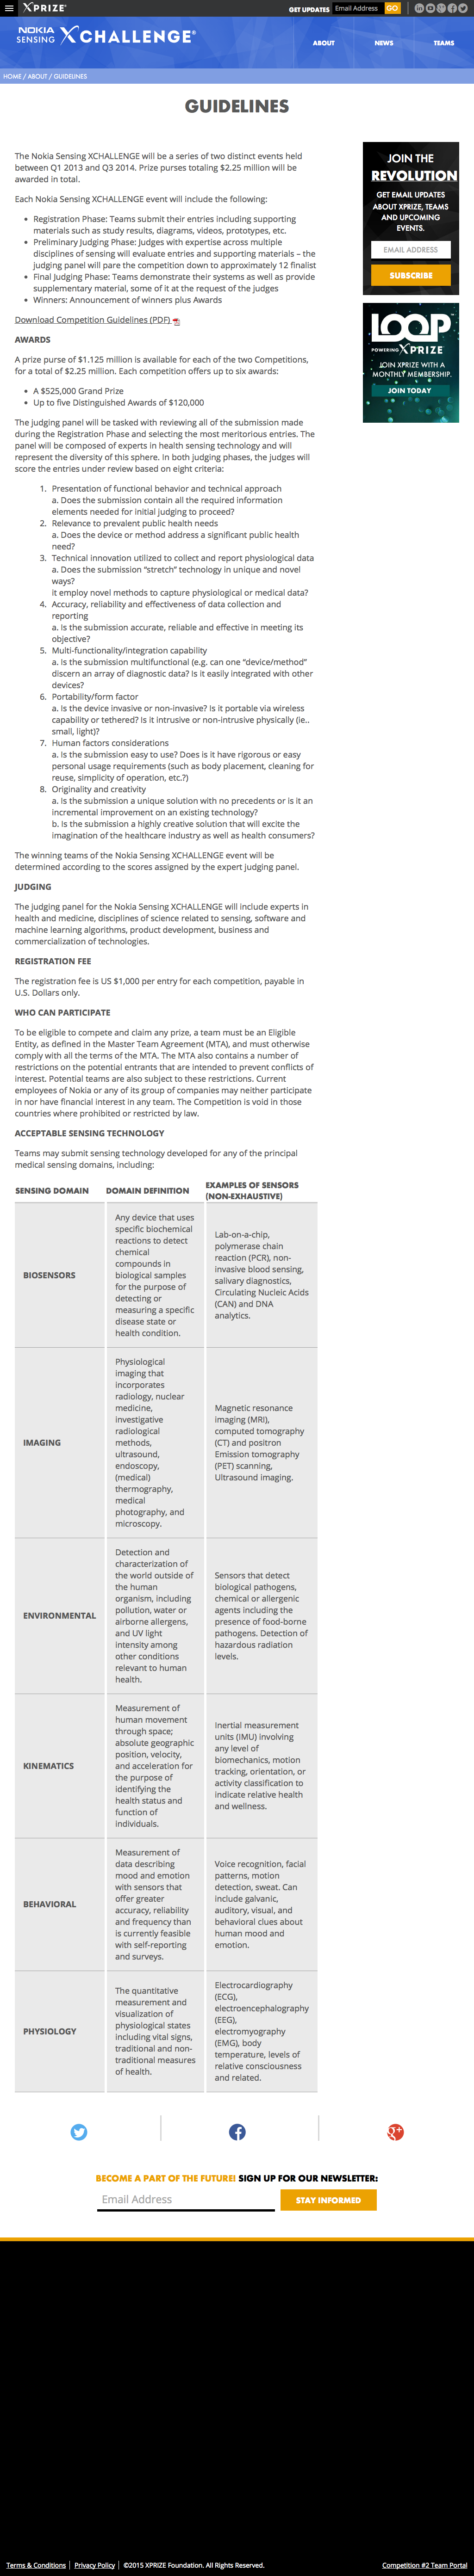 XPRIZE
GET UPDATES Email Address GO
NOKIA SENSING XCHALLENGE®
ABOUT NEWS TEAMS
HOME / ABOUT / GUIDELINES
GUIDELINES
The Nokia Sensing XCHALLENGE will be a series of two distinct events held
between Q1 2013 and Q3 2014. Prize purses totaling $2.25 million will be
awarded in total.
Each Nokia Sensing XCHALLENGE event will include the following:
• Registration Phase: Teams submit their entries including supporting
materials such as study results, diagrams, videos, prototypes, etc.
• Preliminary Judging Phase: Judges with expertise across multiple
disciplines of sensing will evaluate entries and supporting materials – the
judging panel will pare the competition down to approximately 12 finalist
• Final Judging Phase: Teams demonstrate their systems as well as provide
supplementary material, some of it at the request of the judges
• Winners: Announcement of winners plus Awards
Download Competition Guidelines (PDF)
AWARDS
A prize purse of $1.125 million is available for each of the two Competitions,
for a total of $2.25 million. Each competition offers up to six awards:
• A $525,000 Grand Prize
• Up to five Distinguished Awards of $120,000
The judging panel will be tasked with reviewing all of the submission made
during the Registration Phase and selecting the most meritorious entries. The
panel will be composed of experts in health sensing technology and will
represent the diversity of this sphere. In both judging phases, the judges will
score the entries under review based on eight criteria:
1. Presentation of functional behavior and technical approach
a. Does the submission contain all the required information
elements needed for initial judging to proceed?
2. Relevance to prevalent public health needs
a. Does the device or method address a significant public health
need?
3. Technical innovation utilized to collect and report physiological data
a. Does the submission “stretch” technology in unique and novel
ways?
it employ novel methods to capture physiological or medical data?
4. Accuracy, reliability and effectiveness of data collection and
reporting
a. Is the submission accurate, reliable and effective in meeting its
objective?
5. Multi-functionality/integration capability
a. Is the submission multifunctional (e.g. can one “device/method”
discern an array of diagnostic data? Is it easily integrated with other
devices?
6. Portability/form factor
a. Is the device invasive or non-invasive? Is it portable via wireless
capability or tethered? Is it intrusive or non-intrusive physically (ie..
small, light)?
7. Human factors considerations
a. Is the submission easy to use? Does is it have rigorous or easy
personal usage requirements (such as body placement, cleaning for
reuse, simplicity of operation, etc.?)
8. Originality and creativity
a. Is the submission a unique solution with no precedents or is it an
incremental improvement on an existing technology?
b. Is the submission a highly creative solution that will excite the
imagination of the healthcare industry as well as health consumers?
The winning teams of the Nokia Sensing XCHALLENGE event will be
determined according to the scores assigned by the expert judging panel.
JUDGING
The judging panel for the Nokia Sensing XCHALLENGE will include experts in
health and medicine, disciplines of science related to sensing, software and
machine learning algorithms, product development, business and
commercialization of technologies.
REGISTRATION FEE
The registration fee is US $1,000 per entry for each competition, payable in
U.S. Dollars only.
WHO CAN PARTICIPATE
To be eligible to compete and claim any prize, a team must be an Eligible
Entity, as defined in the Master Team Agreement (MTA), and must otherwise
comply with all the terms of the MTA. The MTA also contains a number of
restrictions on the potential entrants that are intended to prevent conflicts of
interest. Potential teams are also subject to these restrictions. Current
employees of Nokia or any of its group of companies may neither participate
in nor have financial interest in any team. The Competition is void in those
countries where prohibited or restricted by law.
ACCEPTABLE SENSING TECHNOLOGY
Teams may submit sensing technology developed for any of the principal
medical sensing domains, including:
SENSING DOMAIN
DOMAIN DEFINITION
EXAMPLES OF SENSORS
(NON-EXHAUSTIVE)
BIOSENSORS
Any device that uses
specific biochemical
reactions to detect
chemical
compounds in
biological samples
for the purpose of
detecting or
measuring a specific
disease state or
health condition.
Lab-on-a-chip,
polymerase chain
reaction (PCR), non-
invasive blood sensing,
salivary diagnostics,
Circulating Nucleic Acids
(CAN) and DNA
analytics.
IMAGING
Physiological
imaging that
incorporates
radiology, nuclear
medicine,
investigative
radiological
methods,
ultrasound,
endoscopy,
(medical)
thermography,
medical
photography, and
microscopy.
Magnetic resonance
imaging (MRI),
computed tomography
(CT) and positron
Emission tomography
(PET) scanning,
Ultrasound imaging.
ENVIRONMENTAL
Detection and
characterization of
the world outside of
the human
organism, including
pollution, water or
airborne allergens,
and UV light
intensity among
other conditions
relevant to human
health.
Sensors that detect
biological pathogens,
chemical or allergenic
agents including the
presence of food-borne
pathogens. Detection of
hazardous radiation
levels.
KINEMATICS
Measurement of
human movement
through space;
absolute geographic
position, velocity,
and acceleration for
the purpose of
identifying the
health status and
function of
individuals.
Inertial measurement
units (IMU) involving
any level of
biomechanics, motion
tracking, orientation, or
activity classification to
indicate relative health
and wellness.
BEHAVIORAL
Measurement of
data describing
mood and emotion
with sensors that
offer greater
accuracy, reliability
and frequency than
is currently feasible
with self-reporting
and surveys.
Voice recognition, facial
patterns, motion
detection, sweat. Can
include galvanic,
auditory, visual, and
behavioral clues about
human mood and
emotion.
PHYSIOLOGY
The quantitative
measurement and
visualization of
physiological states
including vital signs,
traditional and non-
traditional measures
of health.
Electrocardiography
(ECG),
electroencephalography
(EEG),
electromyography
(EMG), body
temperature, levels of
relative consciousness
and related.
JOIN THE
REVOLUTION
GET EMAIL UPDATES
ABOUT XPRIZE, TEAMS
AND UPCOMING
EVENTS.
EMAIL ADDRESS
SUBSCRIBE
LOOP
POWERING XPRIZE
JOIN XPRIZE WITH A
MONTHLY MEMBERSHIP.
JOIN TODAY
BECOME A PART OF THE FUTURE! SIGN UP FOR OUR NEWSLETTER:
Email Address
STAY INFORMED
Terms & Conditions | Privacy Policy | ©2015 XPRIZE Foundation. All Rights Reserved.
Competition #2 Team Portal